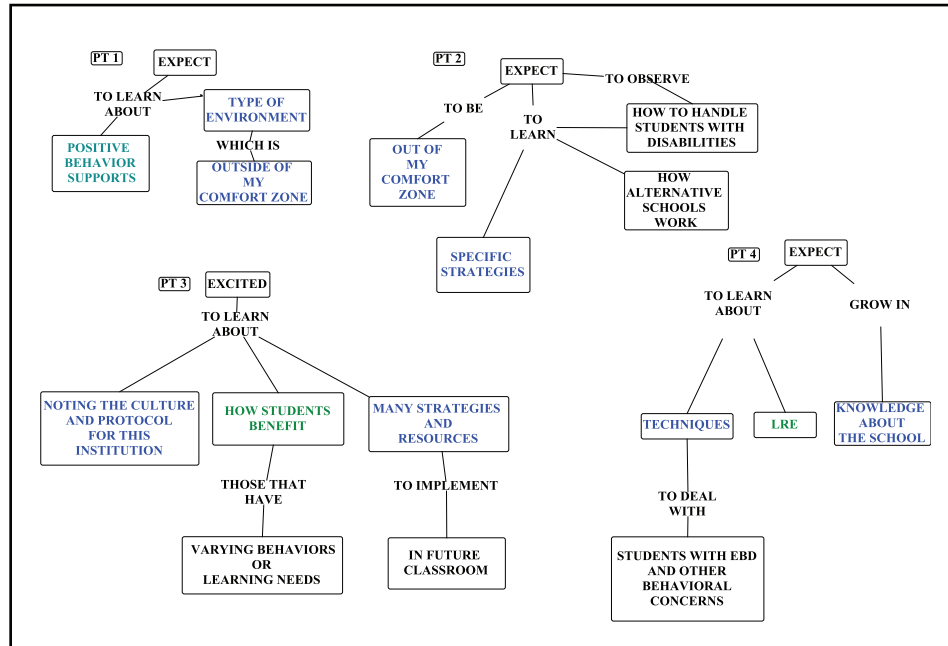 PT 1
EXPECT
TO LEARN
ABOUT
TYPE OF
ENVIRONMENT
POSITIVE
BEHAVIOR
SUPPORTS
WHICH IS
OUTSIDE OF
MY
COMFORT ZONE
PT 2
EXPECT
TO OBSERVE
TO BE
TO
LEARN
HOW TO HANDLE
STUDENTS WITH
DISABILITIES
OUT OF
MY
COMFORT
ZONE
HOW
ALTERNATIVE
SCHOOLS
WORK
SPECIFIC
STRATEGIES
PT 3
EXCITED
TO LEARN
ABOUT
NOTING THE CULTURE
AND PROTOCOL
FOR THIS
INSTITUTION
HOW STUDENTS
BENEFIT
MANY STRATEGIES
AND
RESOURCES
THOSE THAT
HAVE
TO IMPLEMENT
VARYING BEHAVIORS
OR
LEARNING NEEDS
IN FUTURE
CLASSROOM
PT 4
EXPECT
TO LEARN
ABOUT
GROW IN
TECHNIQUES
LRE
KNOWLEDGE
ABOUT
THE SCHOOL
TO DEAL
WITH
STUDENTS WITH EBD
AND OTHER
BEHAVIORAL
CONCERNS